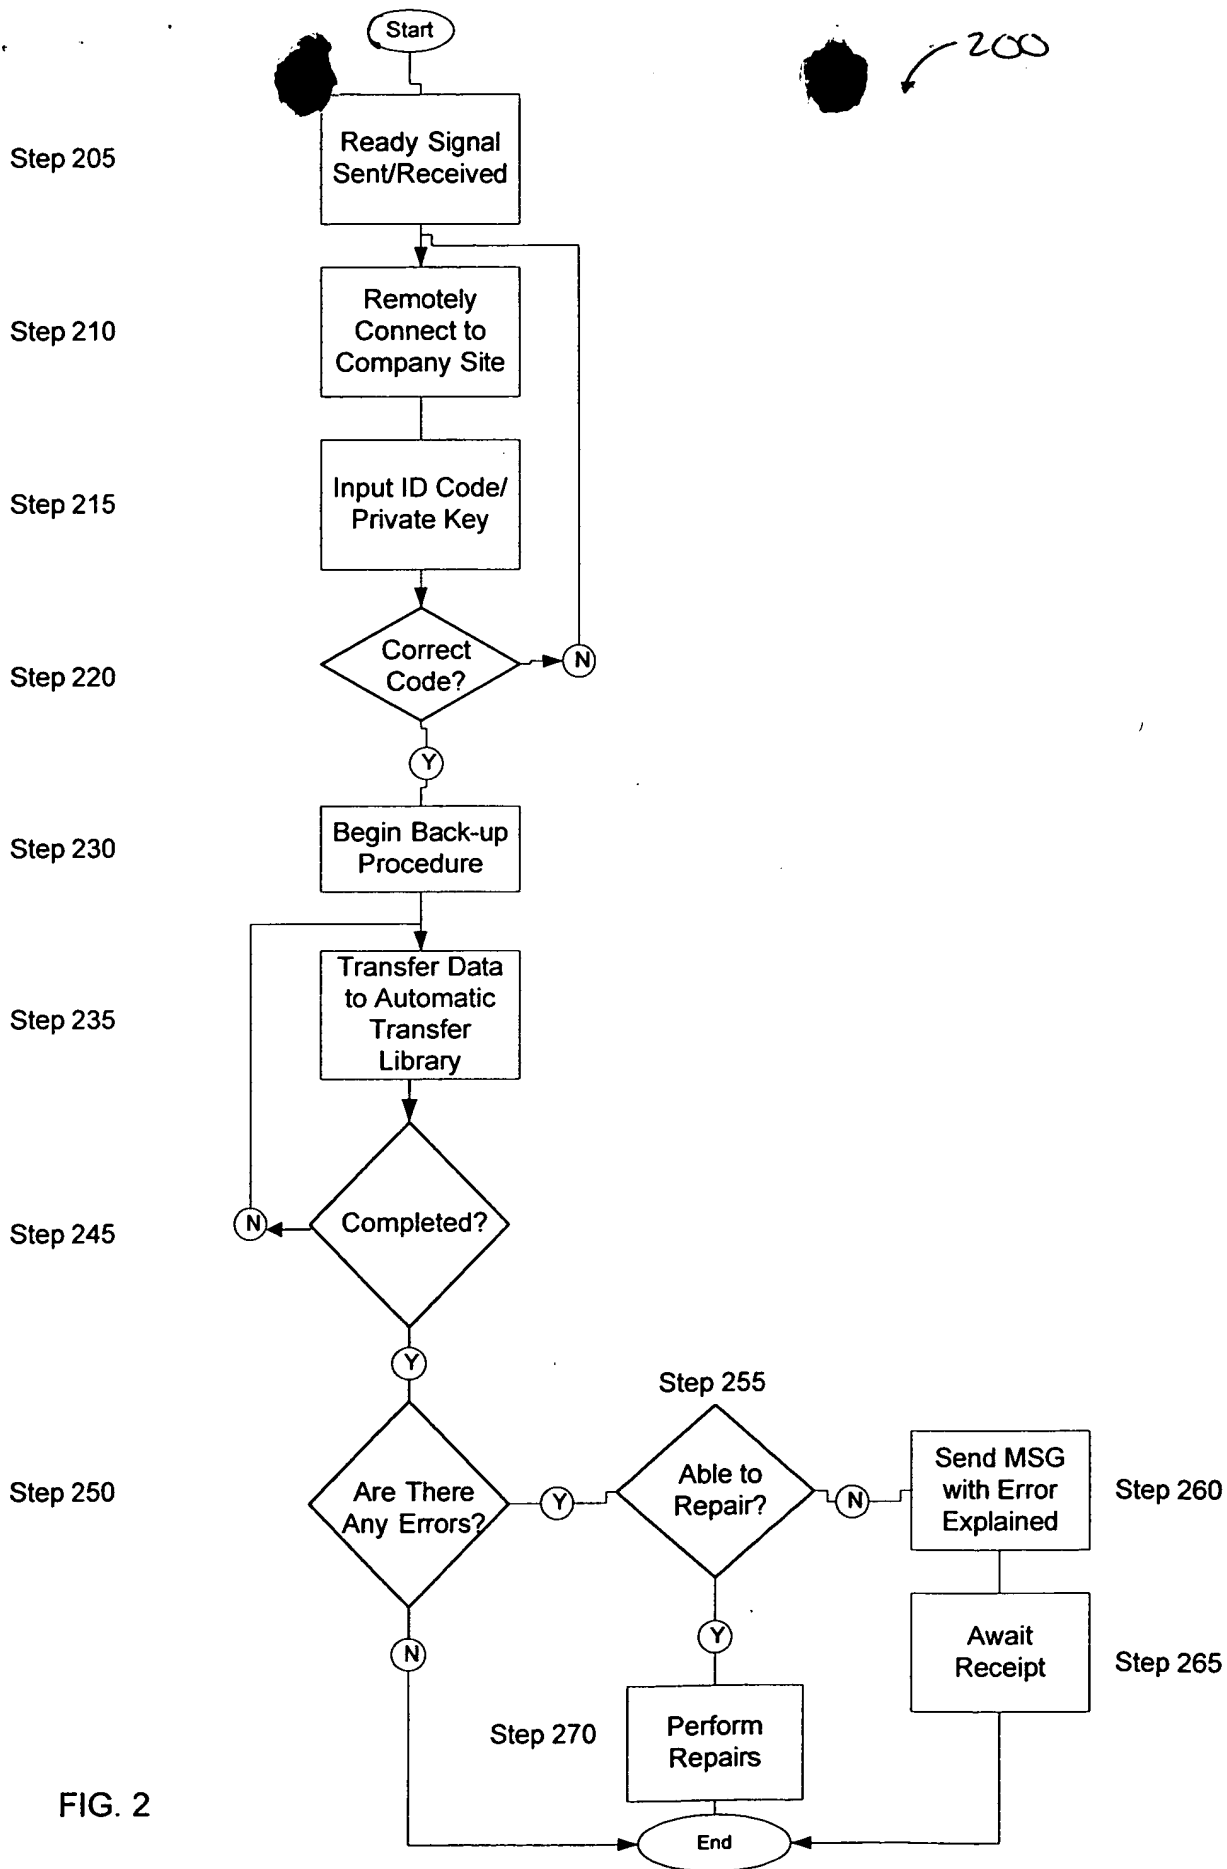 Start
200
Step 205
Ready Signal
Sent/Received
Step 210
Remotely
Connect to
Company Site
Step 215
Input ID Code/
Private Key
Step 220
Correct
Code?
N
Y
Step 230
Begin Back-up
Procedure
Step 235
Transfer Data
to Automatic
Transfer
Library
Step 245
N
Completed?
Y
Step 250
Are There
Any Errors?
Y
Step 255
Able to
Repair?
N
Send MSG
with Error
Explained
Step 260
N
Y
Await
Receipt
Step 265
Step 270
Perform
Repairs
FIG. 2
End